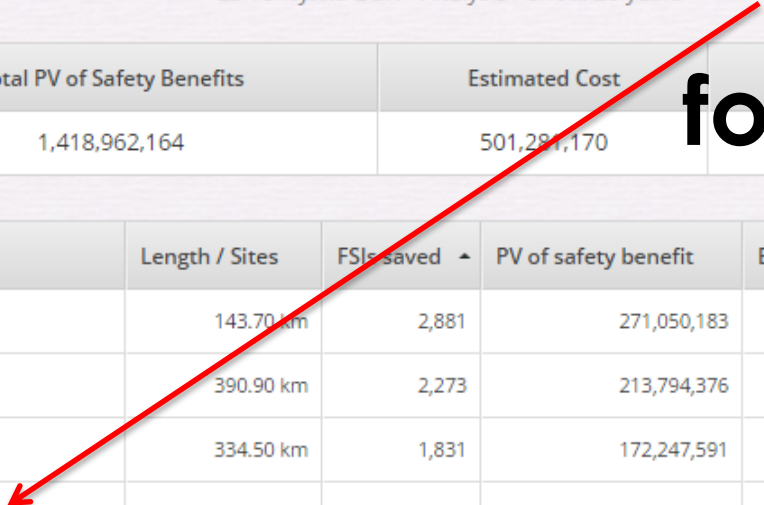 tal PV of Safety Benefits Estimated Cost
fo
1,418,962,164 501,281,170
Length / Sites FSIs saved PV of safety benefit
143.70 km 2,881 271,050,183
390.90 km 2,273 213,794,376
334.50 km 1,831 172,247,591